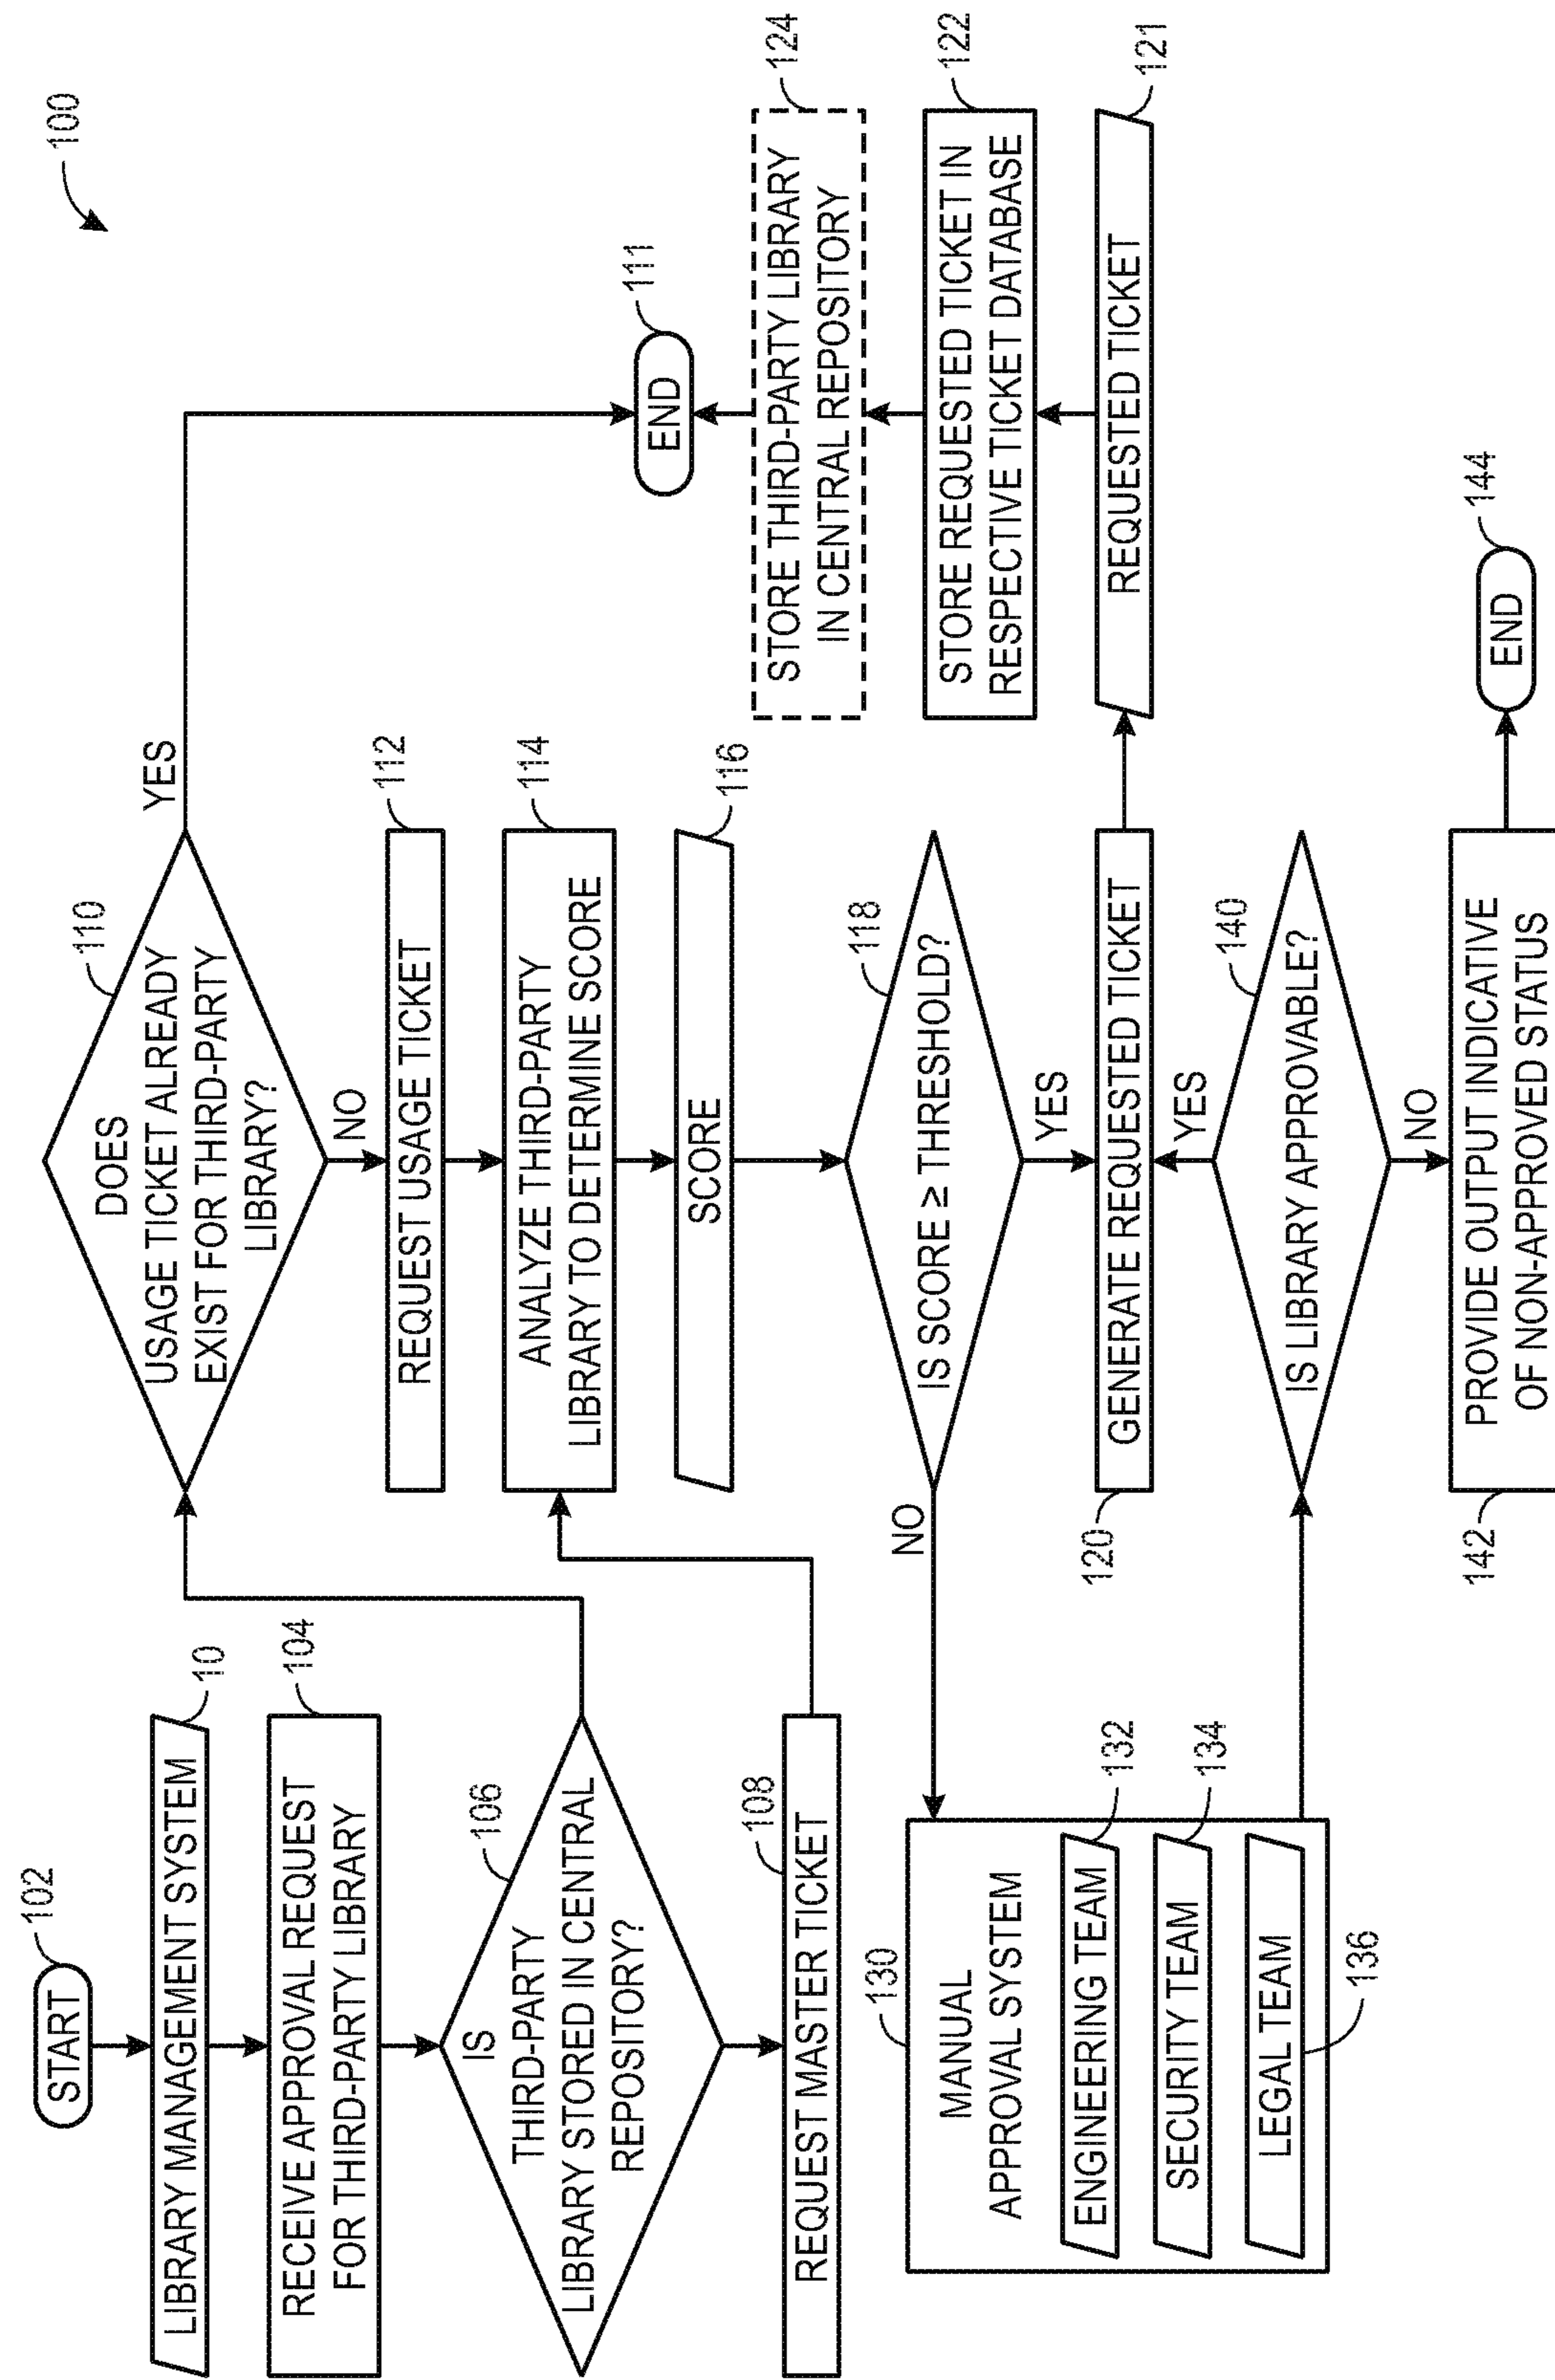 100
START
102
LIBRARY MANAGEMENT SYSTEM
10
RECEIVE APPROVAL REQUEST
FOR THIRD-PARTY LIBRARY
104
IS
THIRD-PARTY
LIBRARY STORED IN CENTRAL
REPOSITORY?
106
REQUEST MASTER TICKET
108
DOES
USAGE TICKET ALREADY
EXIST FOR THIRD-PARTY
LIBRARY?
110
YES
NO
END
111
REQUEST USAGE TICKET
112
ANALYZE THIRD-PARTY
LIBRARY TO DETERMINE SCORE
114
SCORE
116
IS SCORE ≥ THRESHOLD?
118
NO
YES
GENERATE REQUESTED TICKET
120
REQUESTED TICKET
121
STORE REQUESTED TICKET IN
RESPECTIVE TICKET DATABASE
122
STORE THIRD-PARTY LIBRARY
IN CENTRAL REPOSITORY
124
130
MANUAL
APPROVAL SYSTEM
ENGINEERING TEAM
132
SECURITY TEAM
134
LEGAL TEAM
136
YES
IS LIBRARY APPROVABLE?
140
NO
PROVIDE OUTPUT INDICATIVE
OF NON-APPROVED STATUS
142
END
144